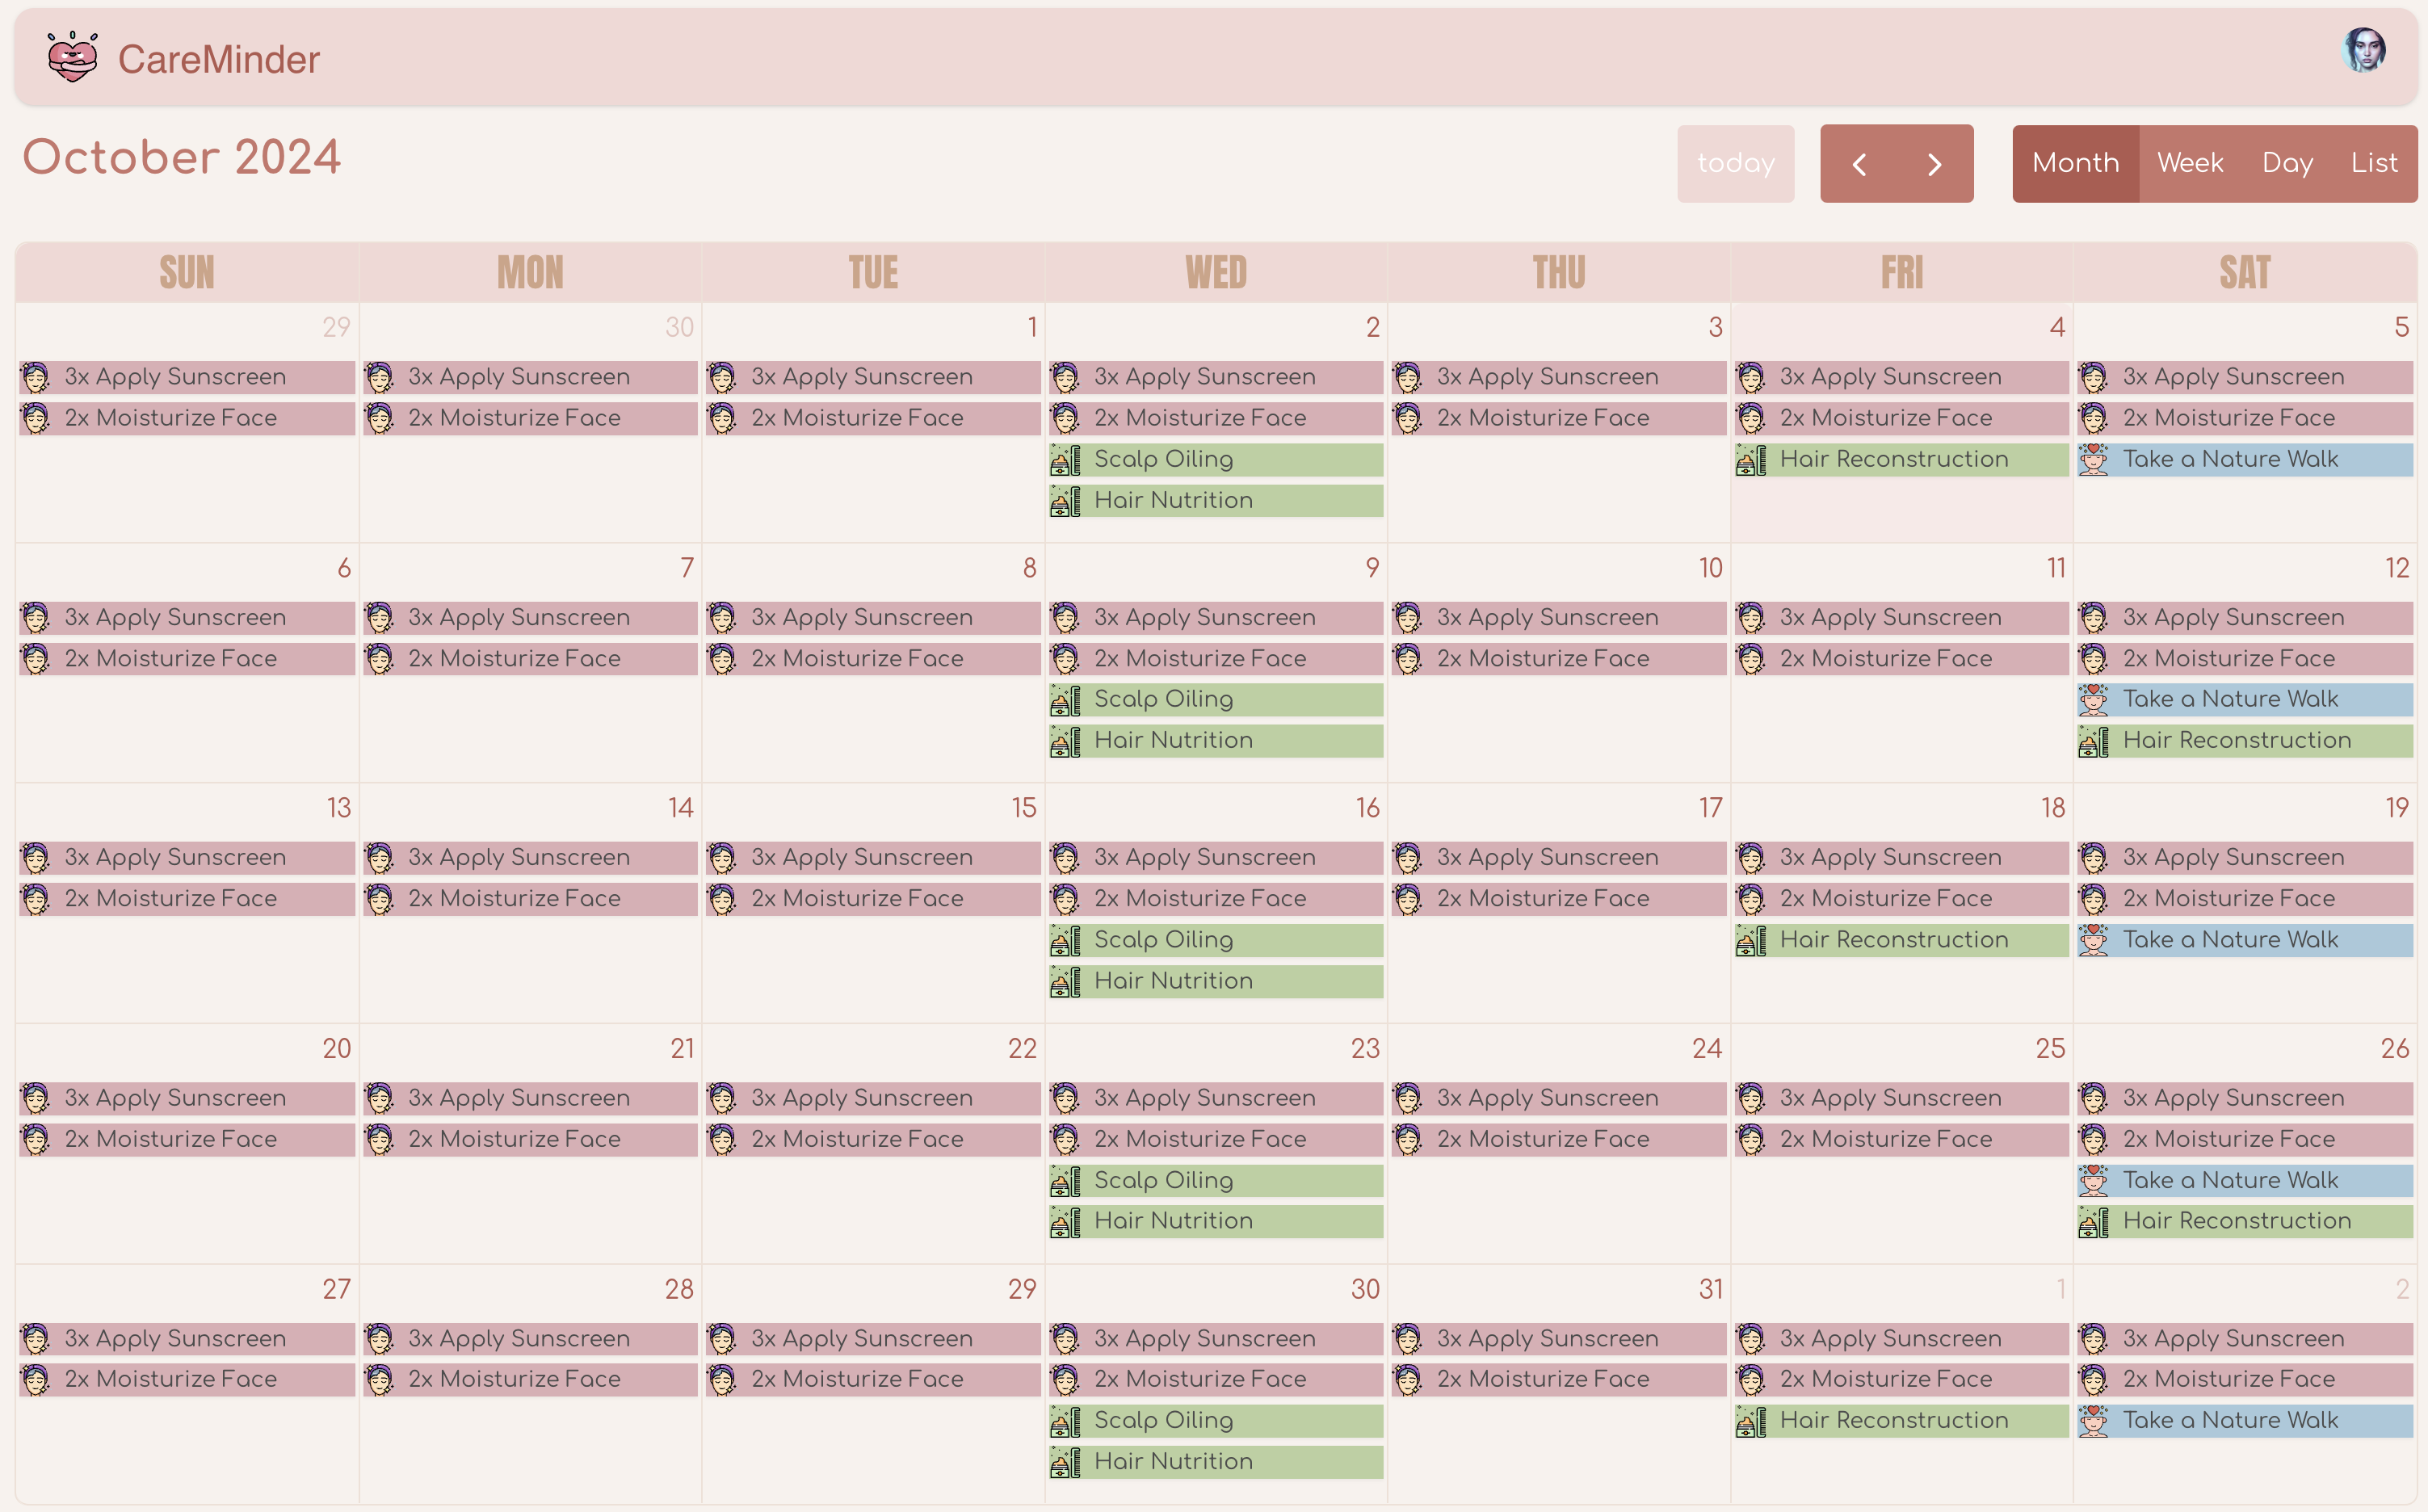 CareMinder
October 2024
today
Month Week Day List
SUN MON TUE WED THU FRI SAT
29 30 1 2 3 4 5
3x Apply Sunscreen 3x Apply Sunscreen 3x Apply Sunscreen 3x Apply Sunscreen 3x Apply Sunscreen 3x Apply Sunscreen 3x Apply Sunscreen
2x Moisturize Face 2x Moisturize Face 2x Moisturize Face 2x Moisturize Face 2x Moisturize Face 2x Moisturize Face 2x Moisturize Face
Scalp Oiling Hair Reconstruction Take a Nature Walk
Hair Nutrition
6 7 8 9 10 11 12
3x Apply Sunscreen 3x Apply Sunscreen 3x Apply Sunscreen 3x Apply Sunscreen 3x Apply Sunscreen 3x Apply Sunscreen 3x Apply Sunscreen
2x Moisturize Face 2x Moisturize Face 2x Moisturize Face 2x Moisturize Face 2x Moisturize Face 2x Moisturize Face 2x Moisturize Face
Scalp Oiling Take a Nature Walk
Hair Nutrition Hair Reconstruction
13 14 15 16 17 18 19
3x Apply Sunscreen 3x Apply Sunscreen 3x Apply Sunscreen 3x Apply Sunscreen 3x Apply Sunscreen 3x Apply Sunscreen 3x Apply Sunscreen
2x Moisturize Face 2x Moisturize Face 2x Moisturize Face 2x Moisturize Face 2x Moisturize Face 2x Moisturize Face 2x Moisturize Face
Scalp Oiling Hair Reconstruction Take a Nature Walk
Hair Nutrition
20 21 22 23 24 25 26
3x Apply Sunscreen 3x Apply Sunscreen 3x Apply Sunscreen 3x Apply Sunscreen 3x Apply Sunscreen 3x Apply Sunscreen 3x Apply Sunscreen
2x Moisturize Face 2x Moisturize Face 2x Moisturize Face 2x Moisturize Face 2x Moisturize Face 2x Moisturize Face 2x Moisturize Face
Scalp Oiling Take a Nature Walk
Hair Nutrition Hair Reconstruction
27 28 29 30 31 1 2
3x Apply Sunscreen 3x Apply Sunscreen 3x Apply Sunscreen 3x Apply Sunscreen 3x Apply Sunscreen 3x Apply Sunscreen 3x Apply Sunscreen
2x Moisturize Face 2x Moisturize Face 2x Moisturize Face 2x Moisturize Face 2x Moisturize Face 2x Moisturize Face 2x Moisturize Face
Scalp Oiling Hair Reconstruction Take a Nature Walk
Hair Nutrition